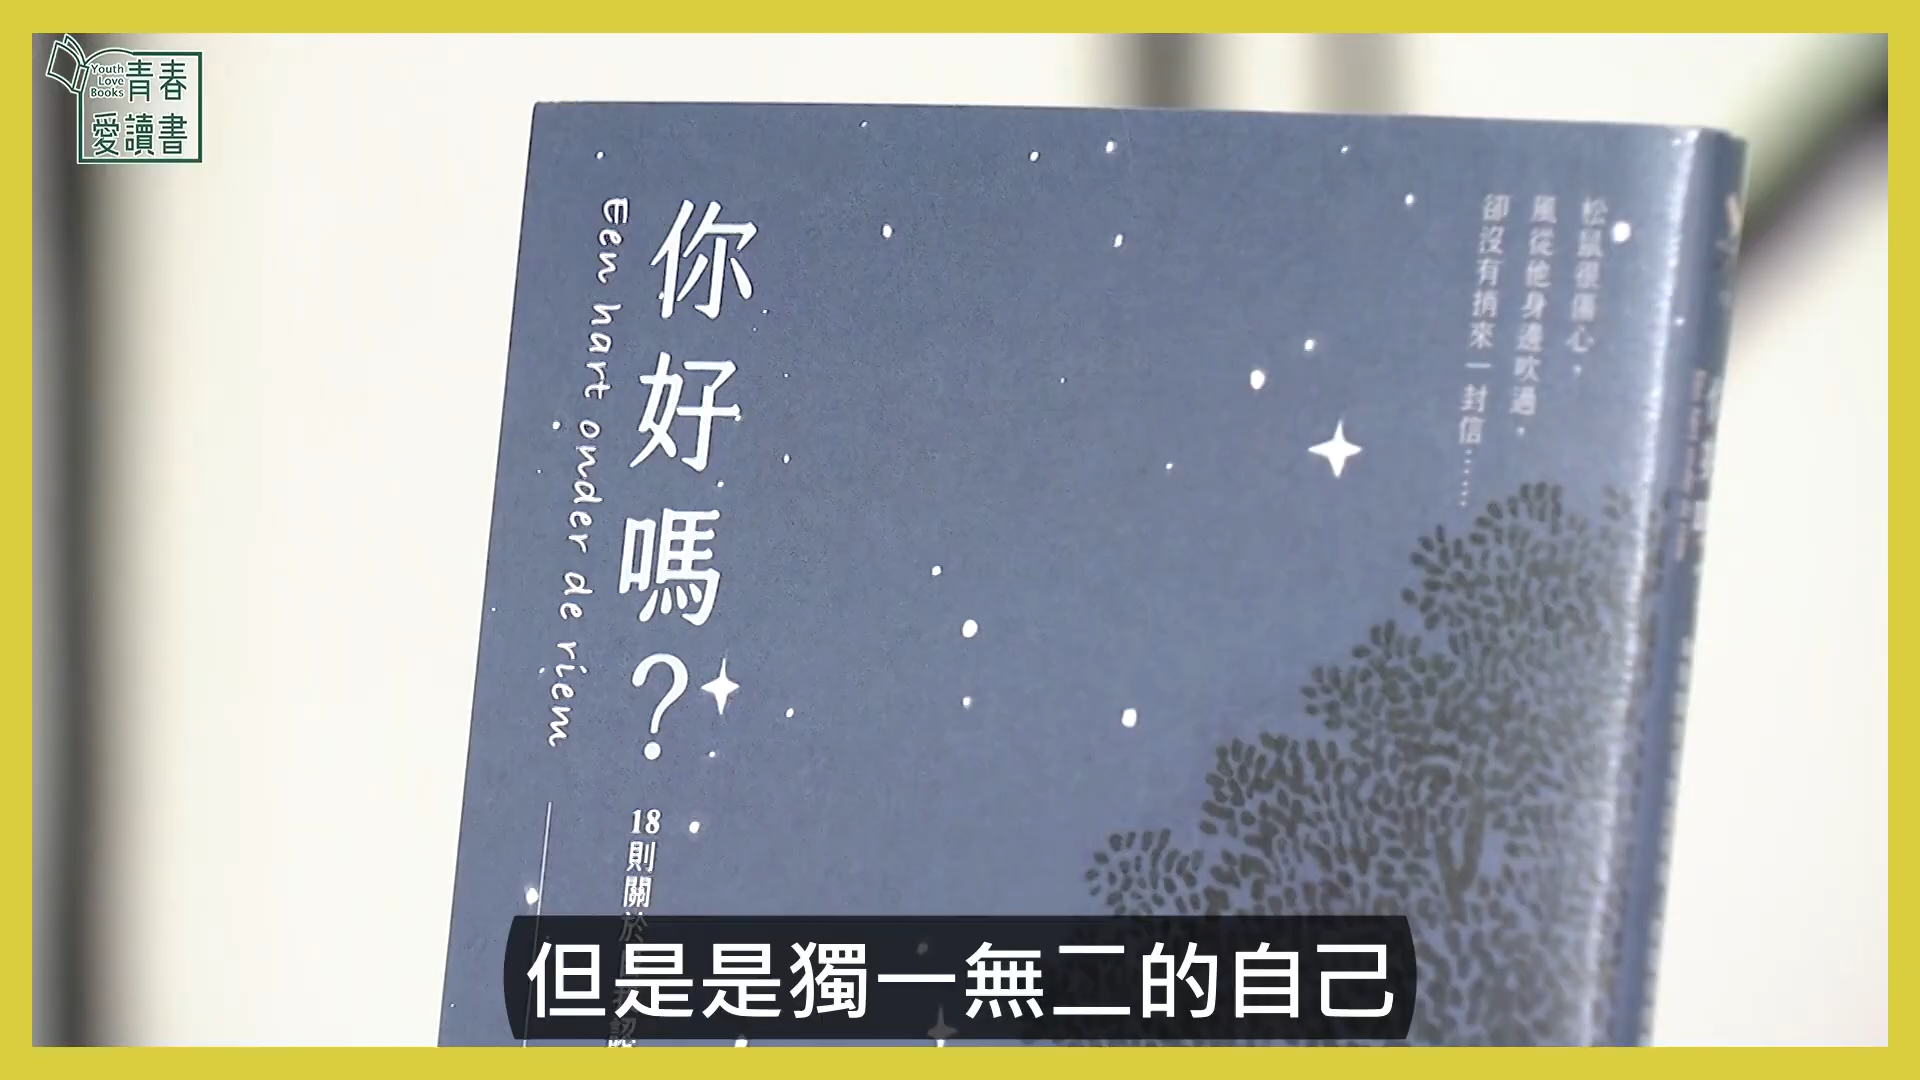 Youth
Love
Books
青春
愛讀書
松鼠很傷心，
風從他身邊吹過，
卻沒有捎來一封信……
你好嗎？
Een hart onder de riem
18則關於
但是是獨一無二的自己